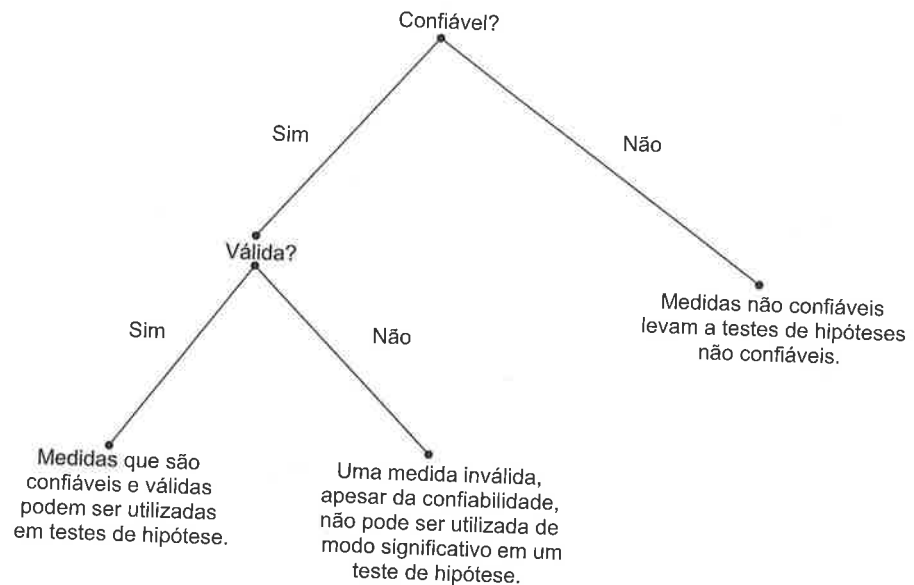 Confiável?
Sim
Não
Válida?
Sim
Não
Medidas não confiáveis
levam a testes de hipóteses
não confiáveis.
Medidas que são
confiáveis e válidas
podem ser utilizadas
em testes de hipótese.
Uma medida inválida,
apesar da confiabilidade,
não pode ser utilizada de
modo significativo em um
teste de hipótese.